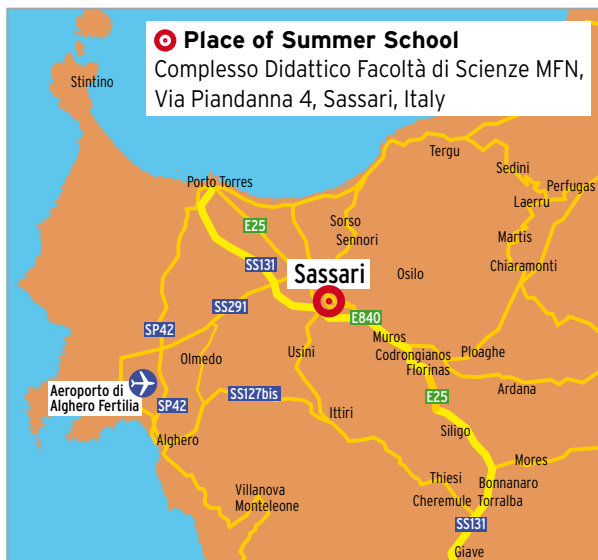 Place of Summer School
Complesso Didattico Facoltà di Scienze MFN,
Via Piandanna 4, Sassari, Italy
Stintino
Tergu
Sedini
Perfugas
Laerru
Porto Torres
Sorso
Sennori
E25
Martis
Chiaramonti
SS131
Sassari
Osilo
SS291
E840
SP42
Muros
Usini
Codrongianos
Ploaghe
Olmedo
Florinas
Aeroporto di
Alghero Fertilia
SP42
SS127bis
E25
Ardana
Ittiri
Siligo
Alghero
Mores
Thiesi
Bonnanaro
Villanova
Monteleone
Cheremule
Torralba
SS131
Giave